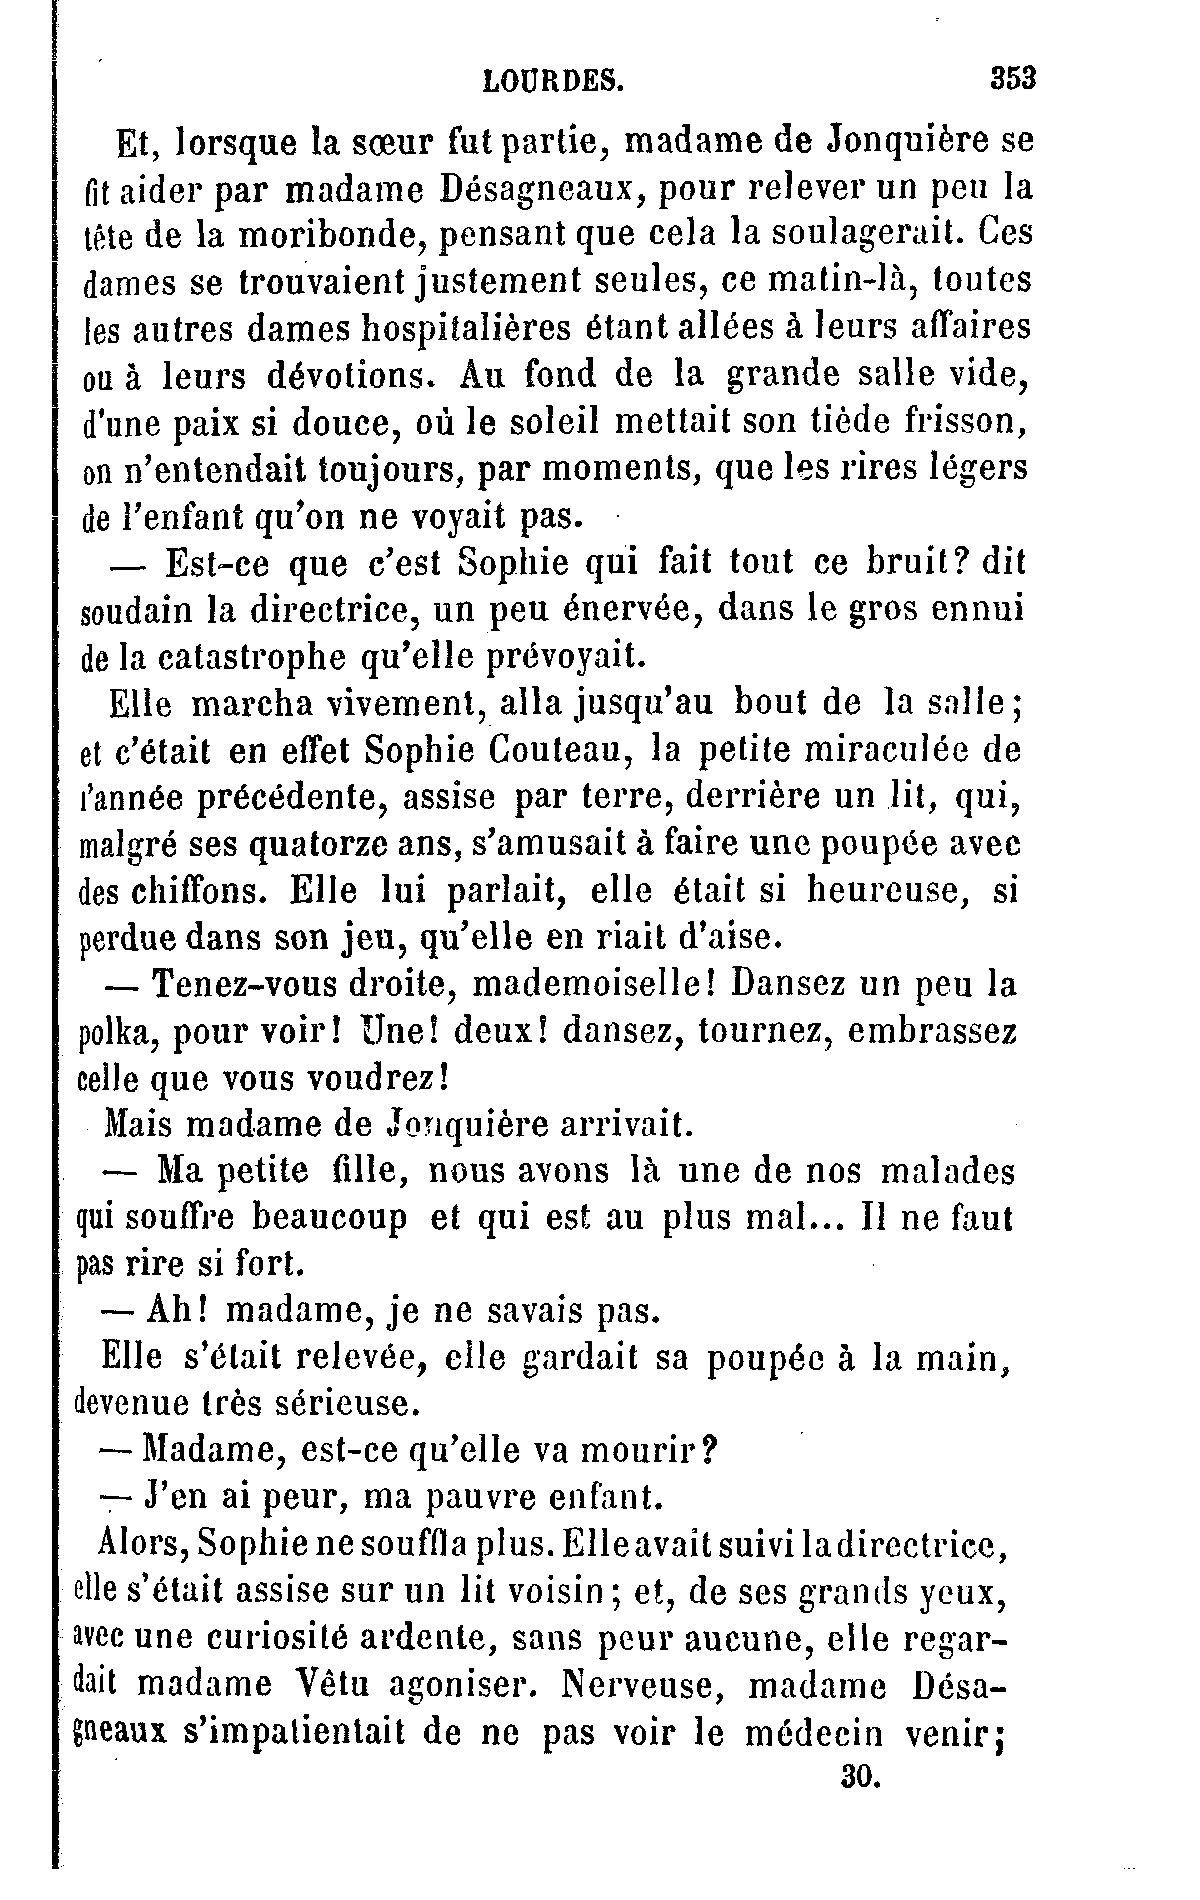 LOURDES. 353
Et, lorsque la sœur fut partie, madame de Jonquière se
fit aider par madame Désagneaux, pour relever un peu la
tête de la moribonde, pensant que cela la soulagerait. Ces
dames se trouvaient justement seules, ce matin-là, toutes
les autres dames hospitalières étant allées à leurs affaires
ou à leurs dévotions. Au fond de la grande salle vide,
d'une paix si douce, où le soleil mettait son tiède frisson,
on n'entendait toujours, par moments, que les rires légers
de l'enfant qu'on ne voyait pas.
— Est-ce que c'est Sophie qui fait tout ce bruit? dit
soudain la directrice, un peu énervée, dans le gros ennui
de la catastrophe qu'elle prévoyait.
Elle marcha vivement, alla jusqu'au bout de la salle;
et c'était en effet Sophie Couteau, la petite miraculée de
l'année précédente, assise par terre, derrière un lit, qui,
malgré ses quatorze ans, s'amusait à faire une poupée avec
des chiffons. Elle lui parlait, elle était si heureuse, si
perdue dans son jeu, qu'elle en riait d'aise.
— Tenez-vous droite, mademoiselle! Dansez un peu la
polka, pour voir! Une! deux! dansez, tournez, embrassez
celle que vous voudrez!
Mais madame de Jonquière arrivait.
— Ma petite fille, nous avons là une de nos malades
qui souffre beaucoup et qui est au plus mal... Il ne faut
pas rire si fort.
— Ah! madame, je ne savais pas.
Elle s'était relevée, elle gardait sa poupée à la main,
devenue très sérieuse.
— Madame, est-ce qu'elle va mourir?
— J'en ai peur, ma pauvre enfant.
Alors, Sophie ne souffla plus. Elle avait suivi la directrice,
elle s'était assise sur un lit voisin; et, de ses grands yeux,
avec une curiosité ardente, sans peur aucune, elle regar-
dait madame Vêtu agoniser. Nerveuse, madame Désa-
gneaux s'impatientait de ne pas voir le médecin venir;
30.